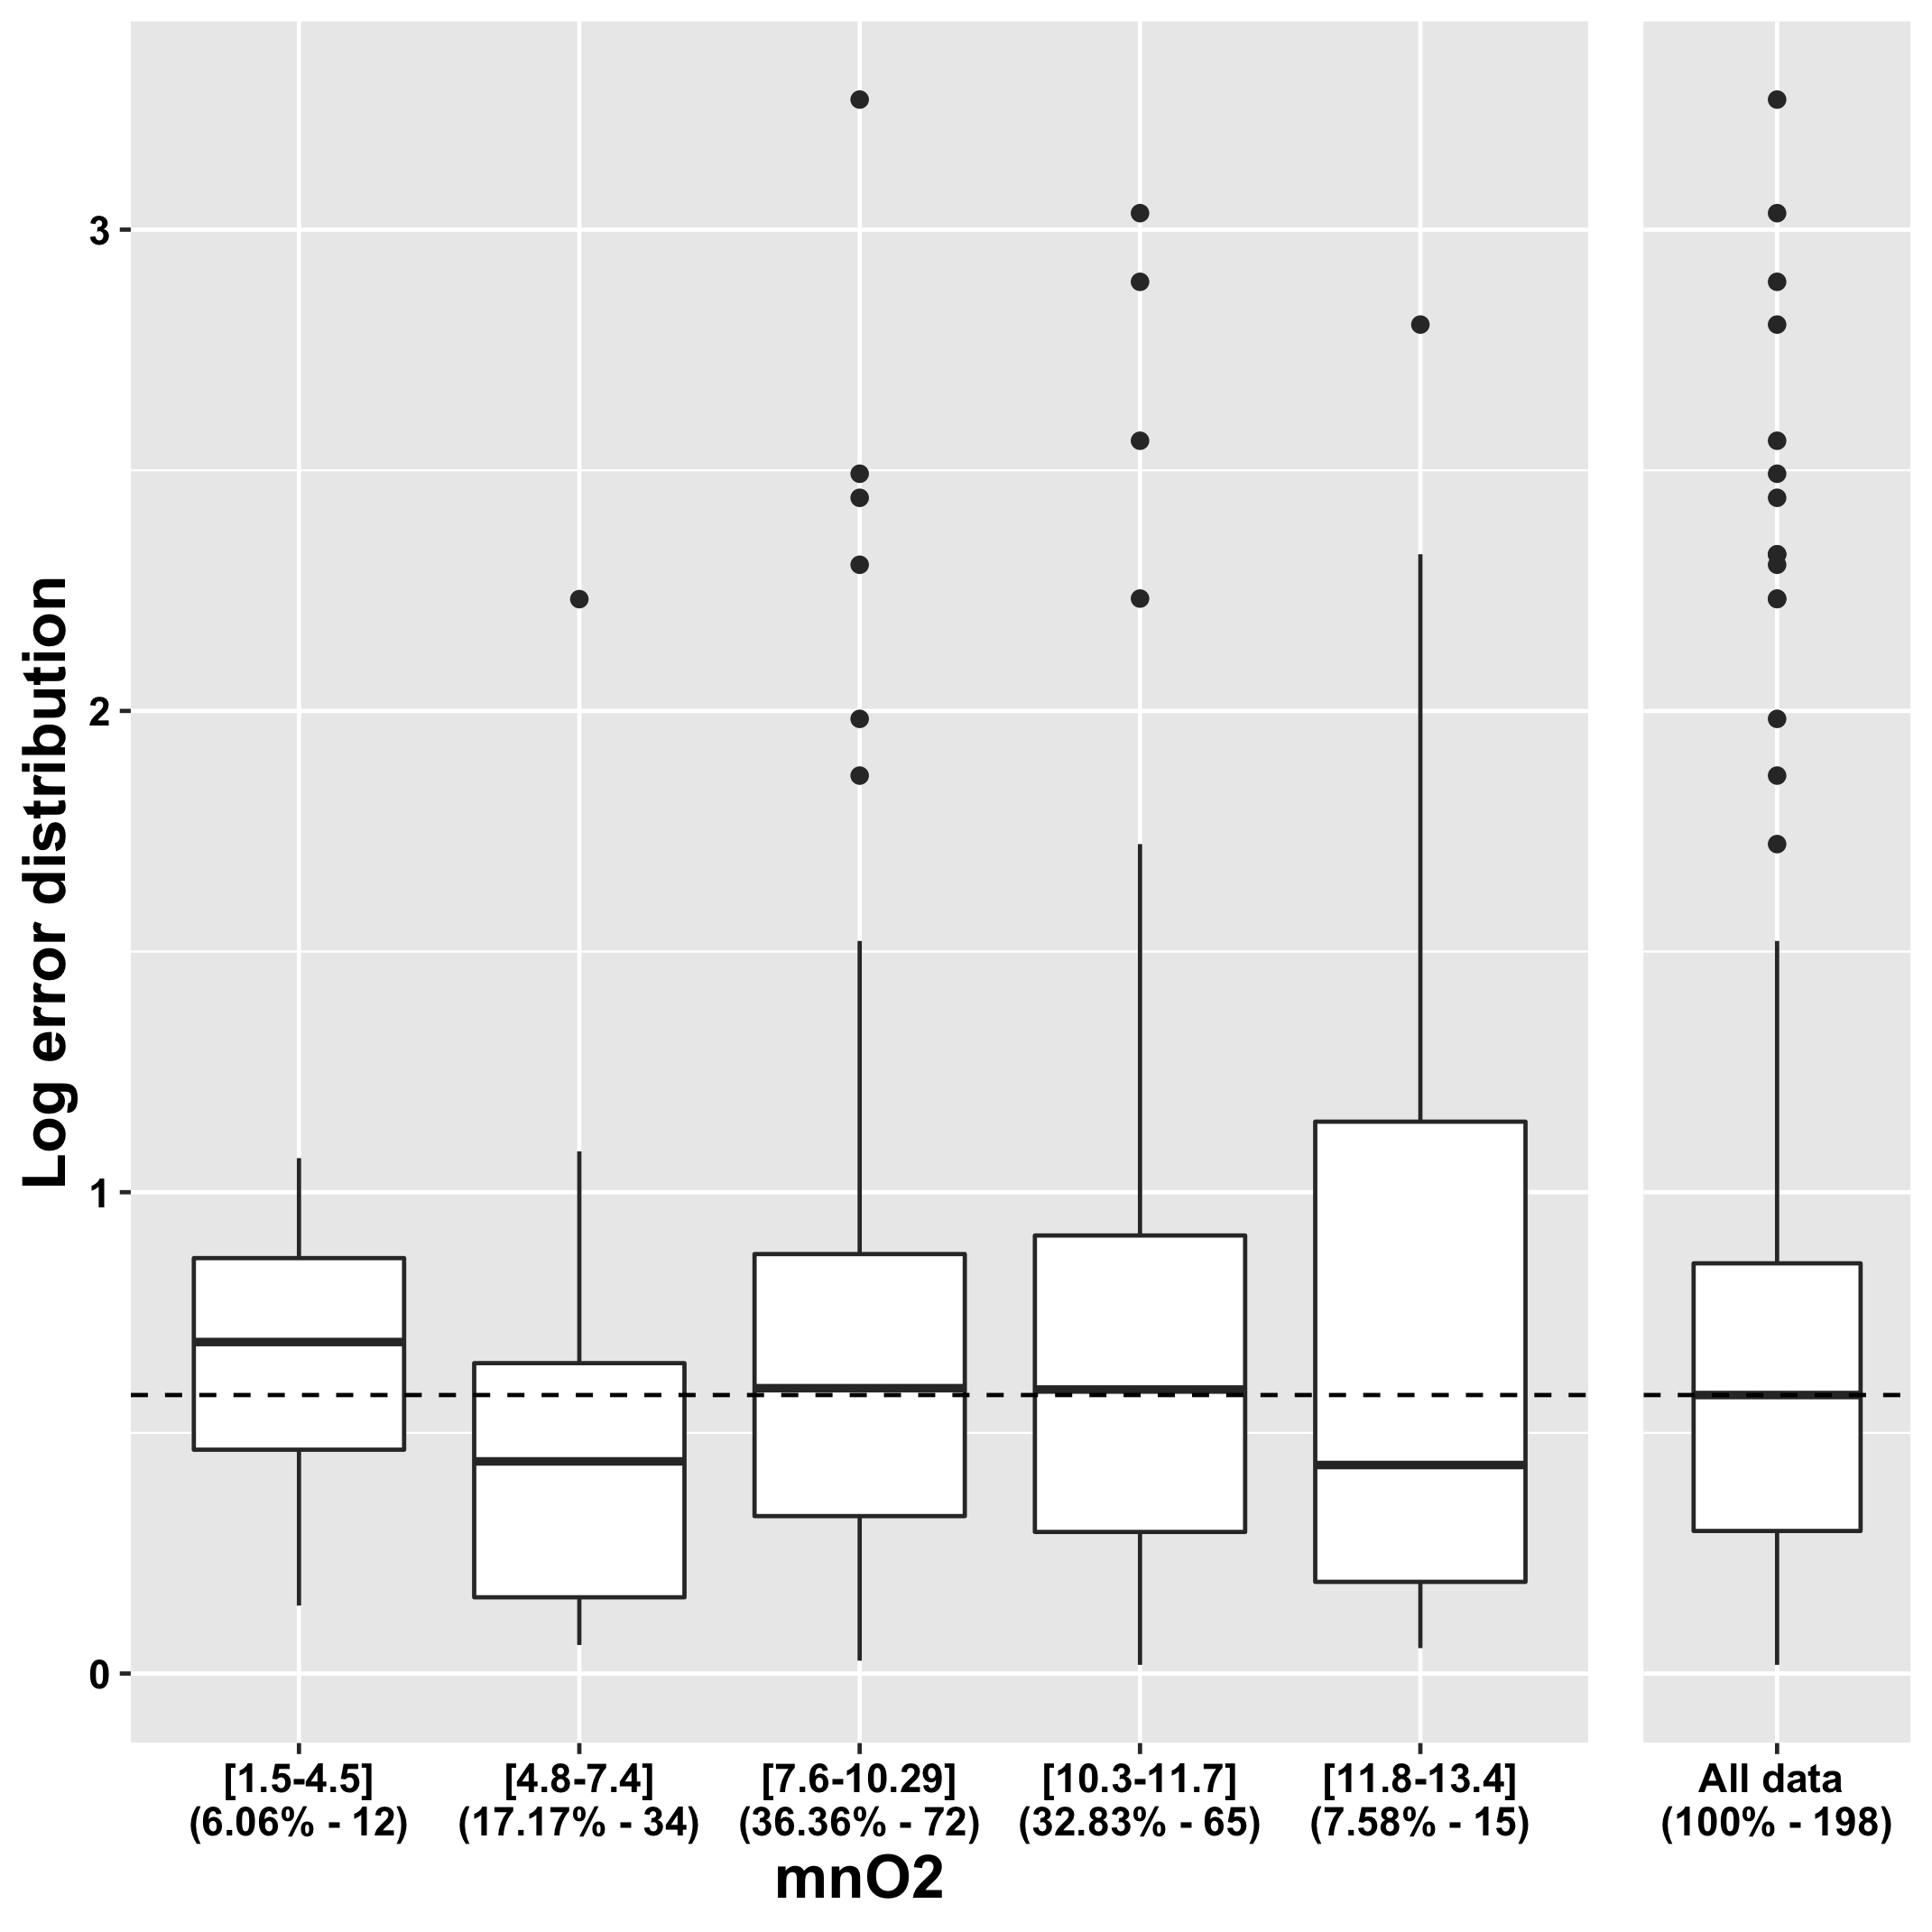 Log error distribution
3
2
1
0
[1.5-4.5] [4.8-7.4] [7.6-10.29] [10.3-11.7] [11.8-13.4] All data
(6.06% - 12) (17.17% - 34) (36.36% - 72) (32.83% - 65) (7.58% - 15) (100% - 198)
mnO2